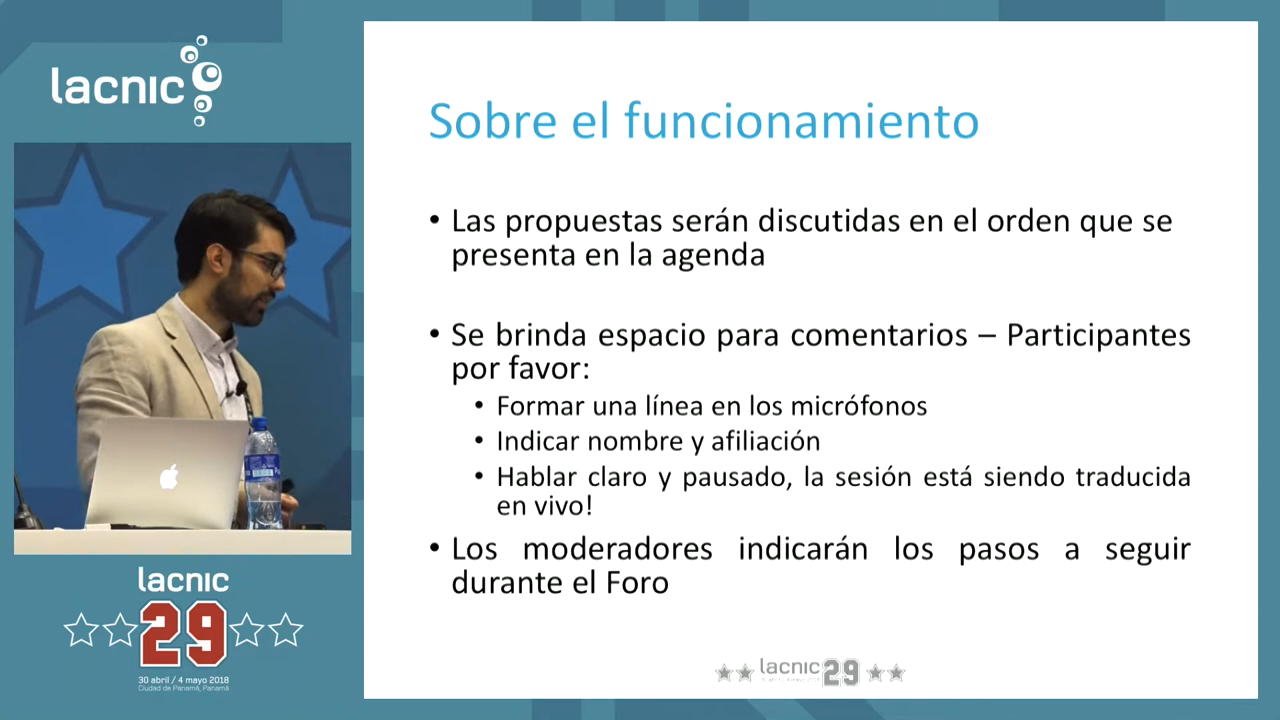 lacnic
Sobre el funcionamiento
• Las propuestas serán discutidas en el orden que se
presenta en la agenda
• Se brinda espacio para comentarios – Participantes
por favor:
• Formar una línea en los micrófonos
• Indicar nombre y afiliación
• Hablar claro y pausado, la sesión está siendo traducida
en vivo!
• Los moderadores indicarán los pasos a seguir
durante el Foro
lacnic
29
30 abril / 4 mayo 2018
Ciudad de Panamá, Panamá
lacnic 29